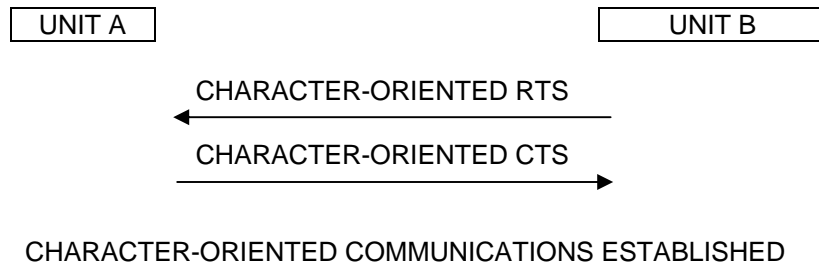 UNIT A
UNIT B
CHARACTER-ORIENTED RTS
CHARACTER-ORIENTED CTS
CHARACTER-ORIENTED COMMUNICATIONS ESTABLISHED